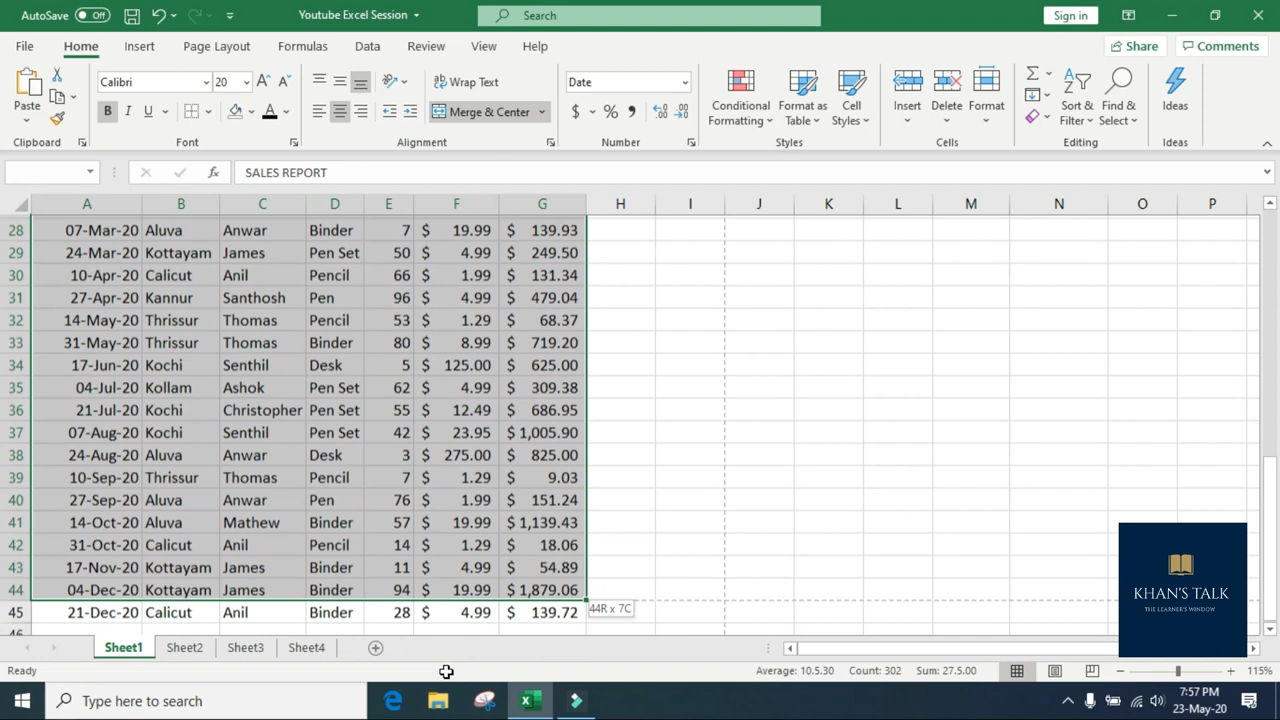 AutoSave Off Youtube Excel Session Search Sign in
File Home Insert Page Layout Formulas Data Review View Help Share Comments
Calibri 20 Wrap Text Date
Paste B I U Merge & Center $ % Conditional Formatting Format as Table Cell Styles Insert Delete Format Sort & Filter Find & Select Ideas
Clipboard Font Alignment Number Styles Cells Editing Ideas
fx SALES REPORT
A B C D E F G H I J K L M N O P
28 07-Mar-20 Aluva Anwar Binder 7 $ 19.99 $ 139.93
29 24-Mar-20 Kottayam James Pen Set 50 $ 4.99 $ 249.50
30 10-Apr-20 Calicut Anil Pencil 66 $ 1.99 $ 131.34
31 27-Apr-20 Kannur Santhosh Pen 96 $ 4.99 $ 479.04
32 14-May-20 Thrissur Thomas Pencil 53 $ 1.29 $ 68.37
33 31-May-20 Thrissur Thomas Binder 80 $ 8.99 $ 719.20
34 17-Jun-20 Kochi Senthil Desk 5 $ 125.00 $ 625.00
35 04-Jul-20 Kollam Ashok Pen Set 62 $ 4.99 $ 309.38
36 21-Jul-20 Kochi Christopher Pen Set 55 $ 12.49 $ 686.95
37 07-Aug-20 Kochi Senthil Pen Set 42 $ 23.95 $ 1,005.90
38 24-Aug-20 Aluva Anwar Desk 3 $ 275.00 $ 825.00
39 10-Sep-20 Thrissur Thomas Pencil 7 $ 1.29 $ 9.03
40 27-Sep-20 Aluva Anwar Pen 76 $ 1.99 $ 151.24
41 14-Oct-20 Aluva Mathew Binder 57 $ 19.99 $ 1,139.43
42 31-Oct-20 Calicut Anil Pencil 14 $ 1.29 $ 18.06
43 17-Nov-20 Kottayam James Binder 11 $ 4.99 $ 54.89
44 04-Dec-20 Kottayam James Binder 94 $ 19.99 $ 1,879.06
45 21-Dec-20 Calicut Anil Binder 28 $ 4.99 $ 139.72
44R x 7C
KHAN'S TALK
THE LEARNER'S WINDOW
Sheet1 Sheet2 Sheet3 Sheet4
Ready Average: 10.5.30 Count: 302 Sum: 27.5.00 115%
Type here to search 7:57 PM
23-May-20